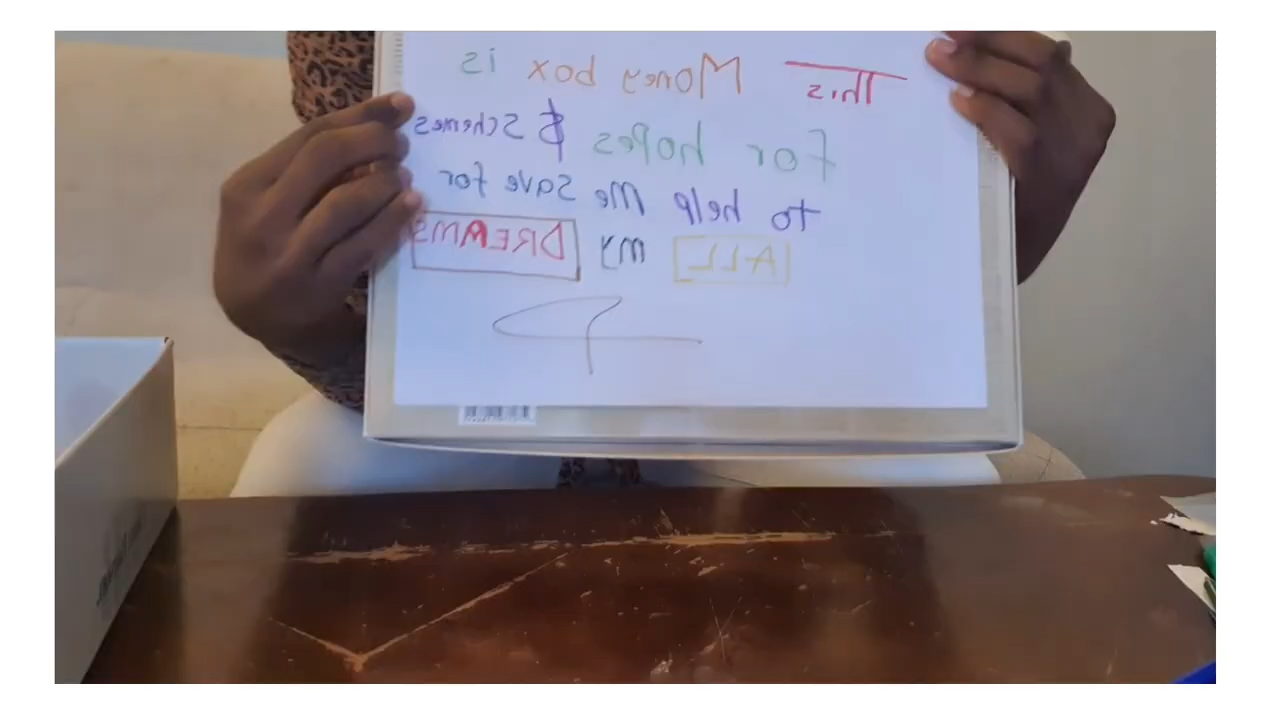 This Money box is
for hopes $ schemes
to help me save for
ALL my DREAMS